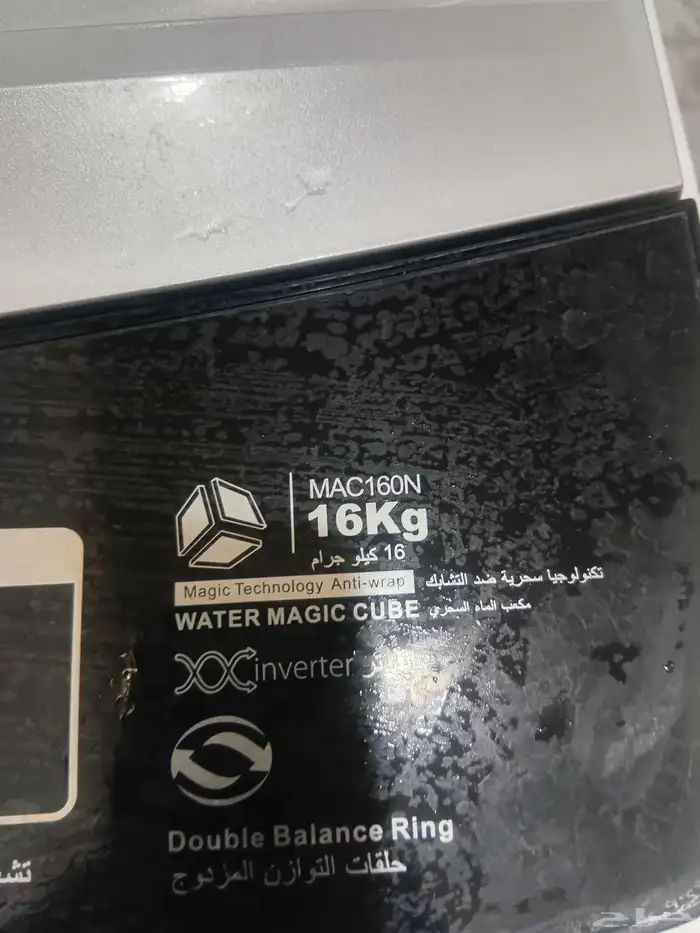 MAC160N
16Kg
16 كيلو جرام
Magic Technology Anti-wrap تكنولوجيا سحرية ضد التشابك
WATER MAGIC CUBE مكعب الماء السحري
inverter
Double Balance Ring
حلقات التوازن المزدوج
حراج